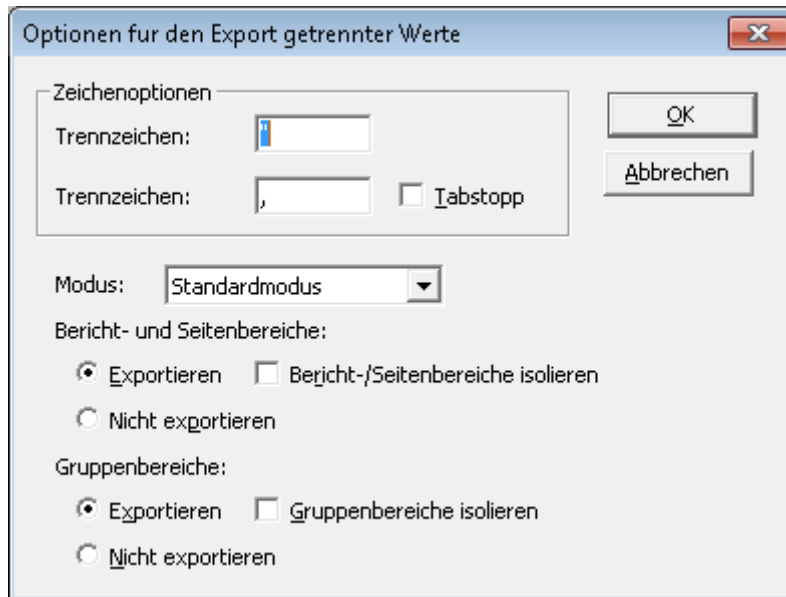 Optionen fur den Export getrennter Werte
Zeichenoptionen
Trennzeichen: "
Trennzeichen: , Tabstopp
OK
Abbrechen
Modus: Standardmodus
Bericht- und Seitenbereiche:
Exportieren Bericht-/Seitenbereiche isolieren
Nicht exportieren
Gruppenbereiche:
Exportieren Gruppenbereiche isolieren
Nicht exportieren